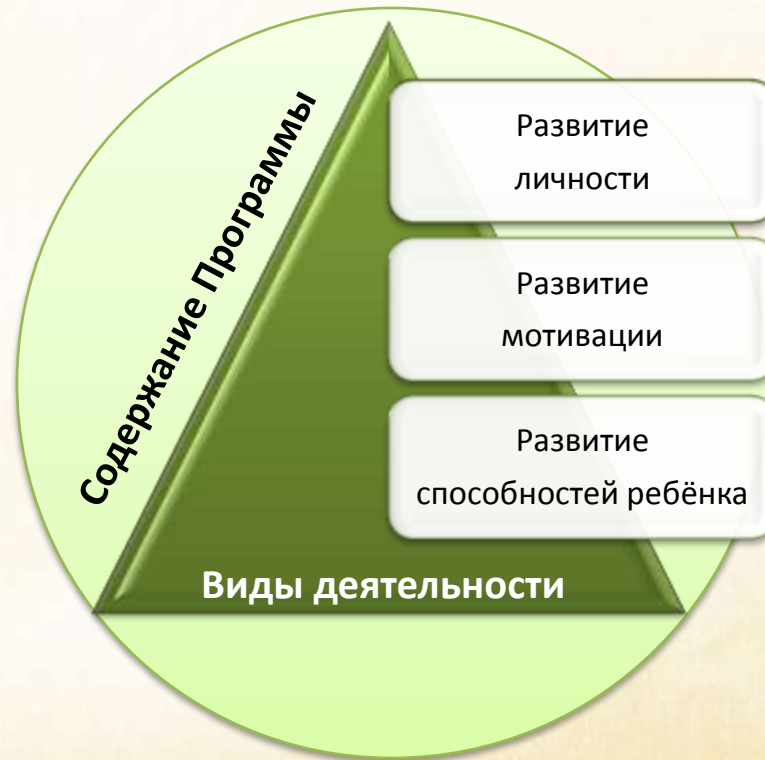 Содержание Программы
Развитие
личности
Развитие
мотивации
Развитие
способностей ребёнка
Виды деятельности